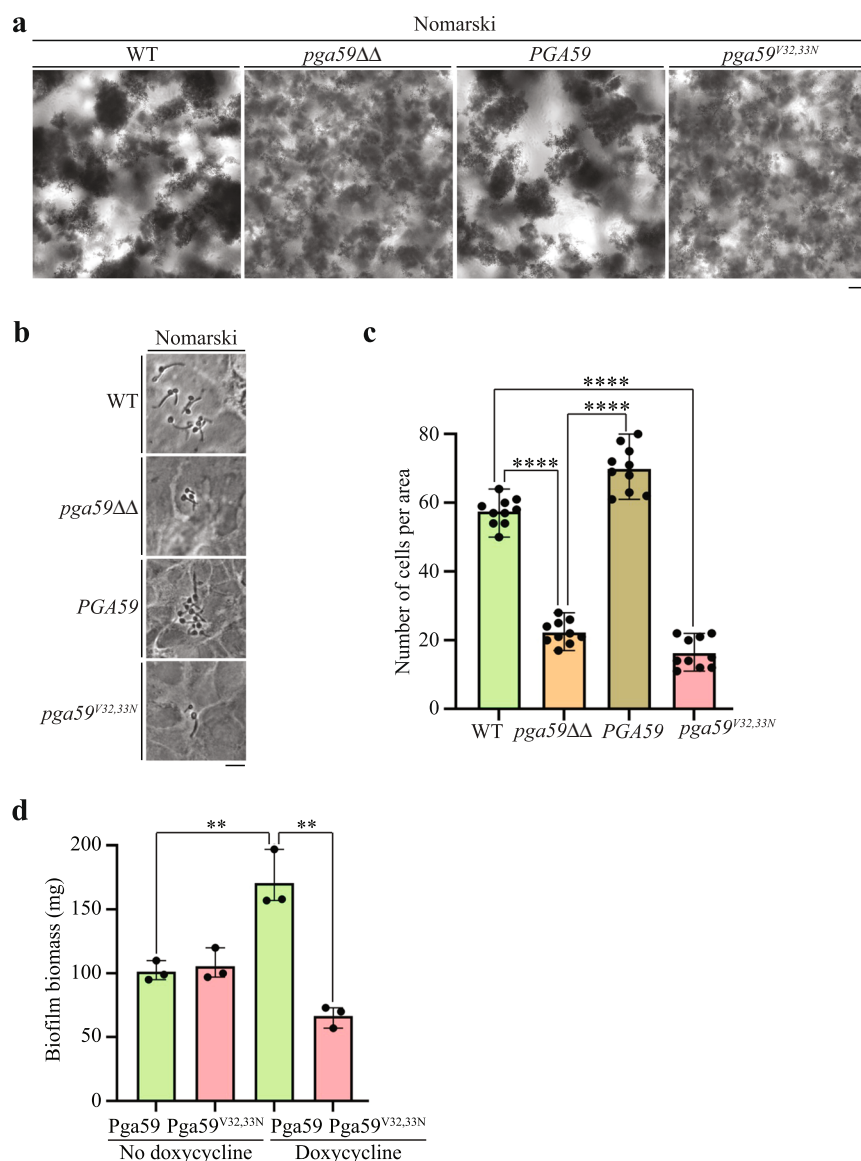 a
Nomarski
WT pga59ΔΔ PGA59 pga59V32,33N
b
Nomarski
WT
pga59ΔΔ
PGA59
pga59V32,33N
c
****
****
****
Number of cells per area
80
60
40
20
0
WT pga59ΔΔ PGA59 pga59V32,33N
d
** **
Biofilm biomass (mg)
200
150
100
50
0
Pga59 Pga59V32,33N Pga59 Pga59V32,33N
No doxycycline Doxycycline